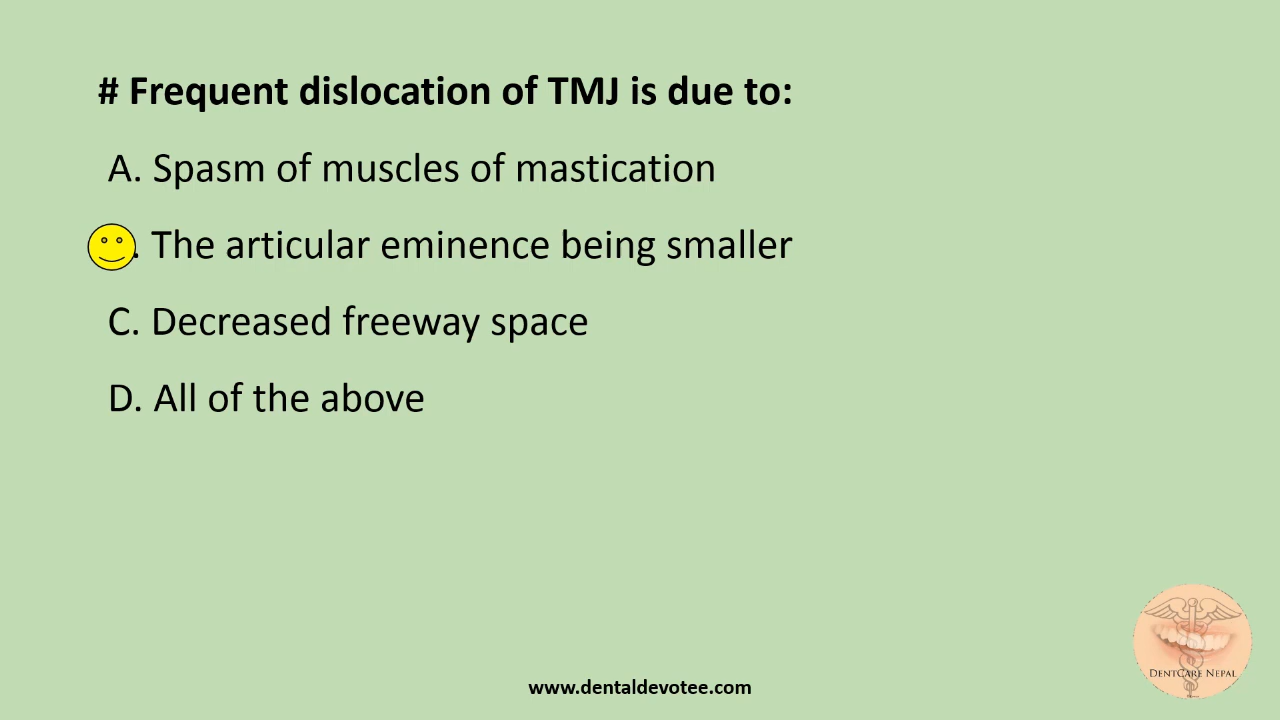 # Frequent dislocation of TMJ is due to:
A. Spasm of muscles of mastication
. The articular eminence being smaller
C. Decreased freeway space
D. All of the above
DENTCARE NEPAL
www.dentaldevotee.com